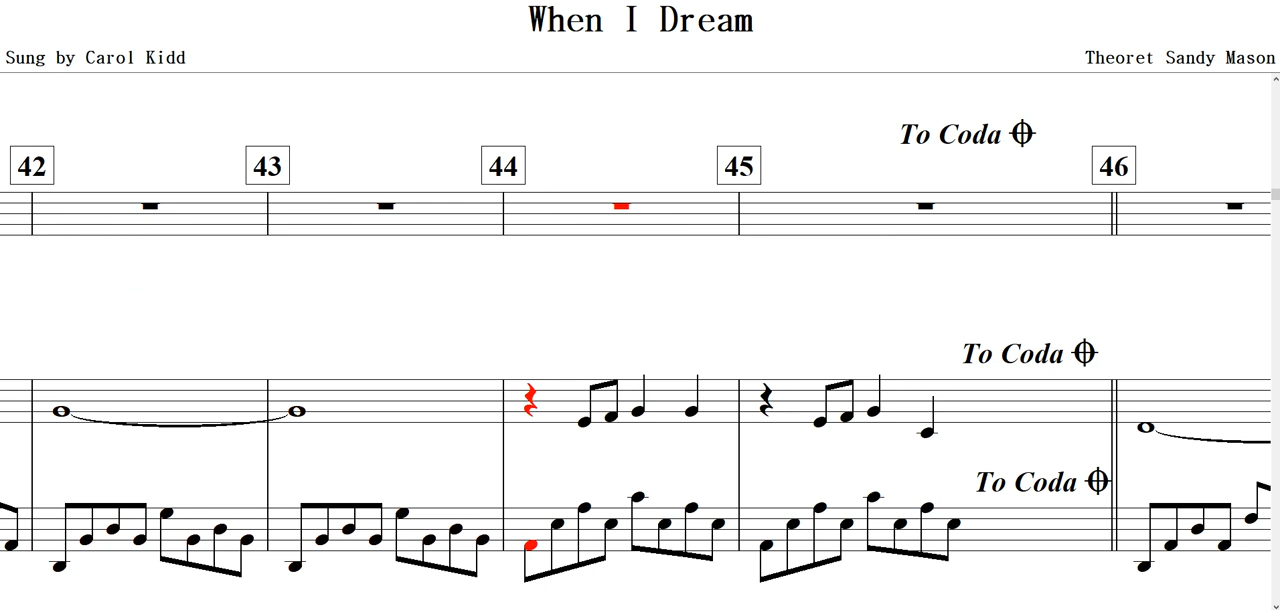 When I Dream
Sung by Carol Kidd
Theoret Sandy Mason
To Coda
42
43
44
45
46
To Coda
To Coda